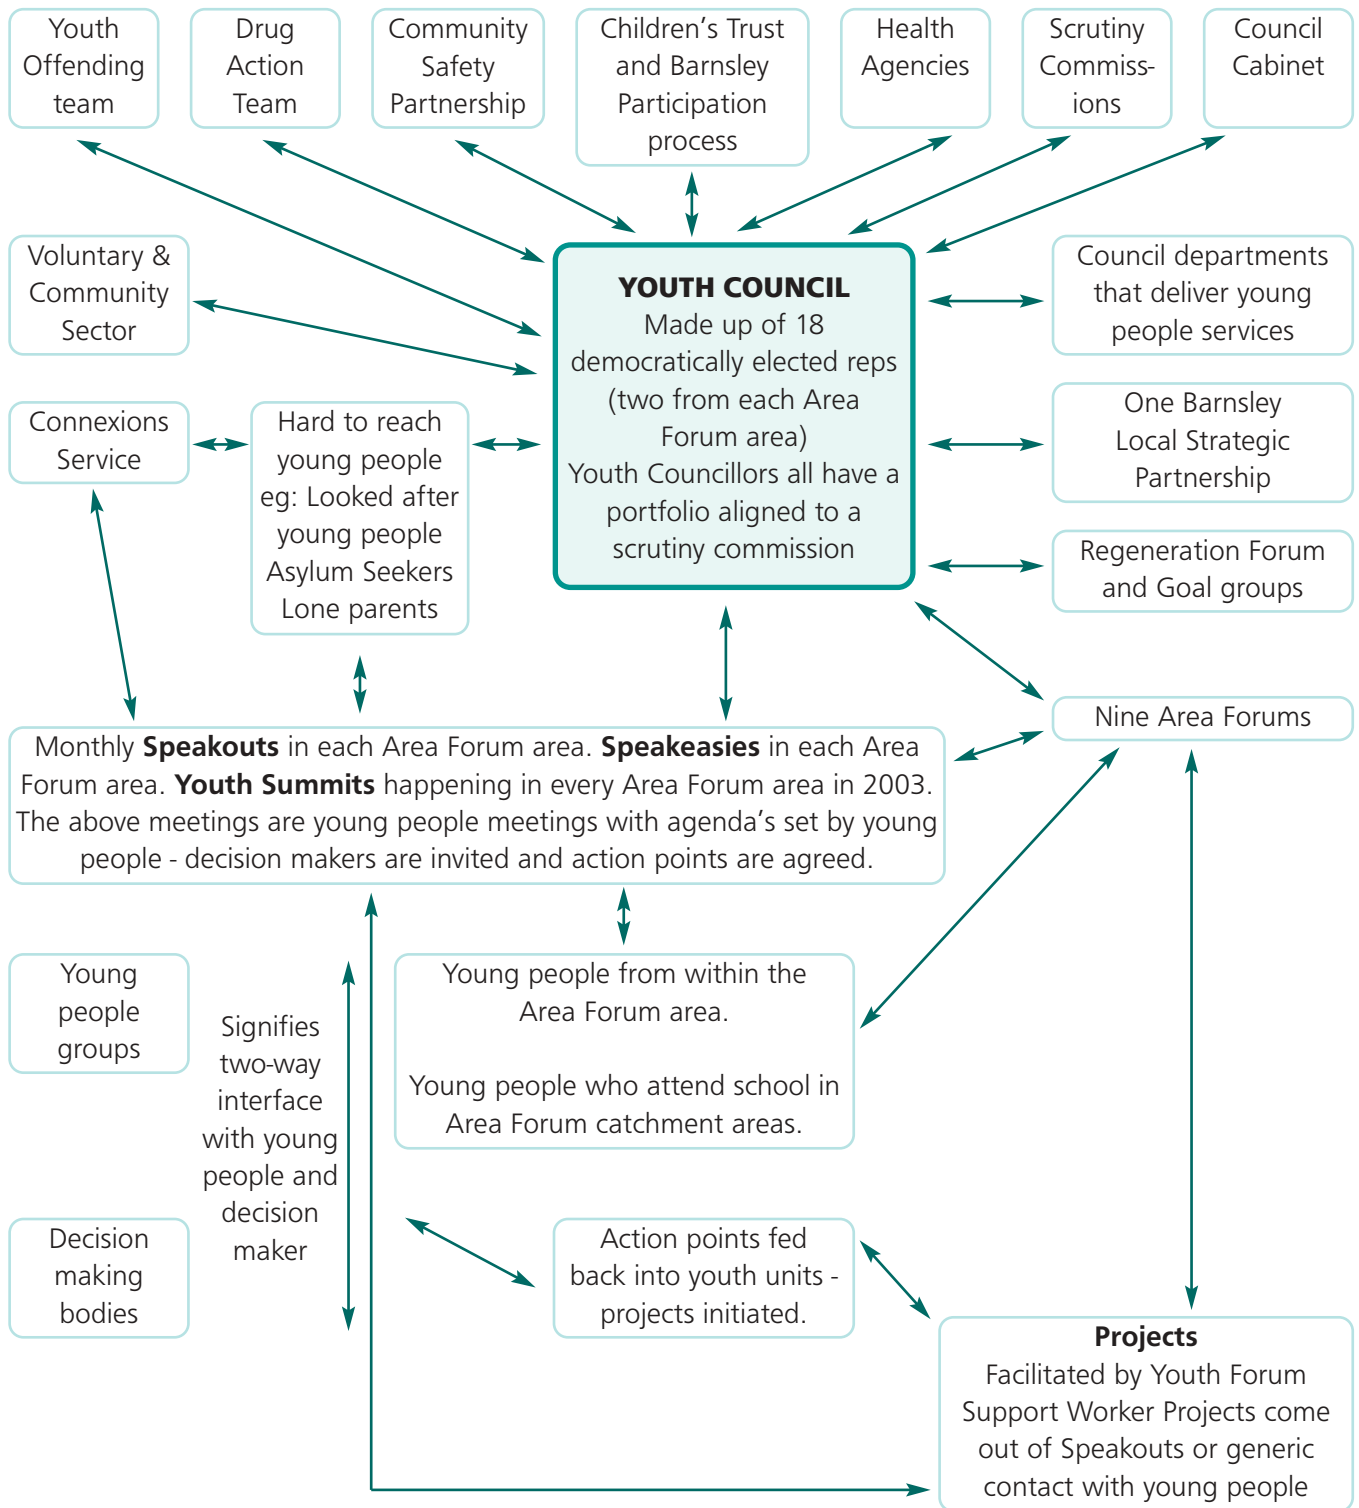 Youth
Offending
team
Drug
Action
Team
Community
Safety
Partnership
Children’s Trust
and Barnsley
Participation
process
Health
Agencies
Scrutiny
Commiss-
ions
Council
Cabinet
Voluntary &
Community
Sector
YOUTH COUNCIL
Made up of 18
democratically elected reps
(two from each Area
Forum area)
Youth Councillors all have a
portfolio aligned to a
scrutiny commission
Council departments
that deliver young
people services
Connexions
Service
Hard to reach
young people
eg: Looked after
young people
Asylum Seekers
Lone parents
One Barnsley
Local Strategic
Partnership
Regeneration Forum
and Goal groups
Nine Area Forums
Monthly Speakouts in each Area Forum area. Speakeasies in each Area
Forum area. Youth Summits happening in every Area Forum area in 2003.
The above meetings are young people meetings with agenda’s set by young
people - decision makers are invited and action points are agreed.
Young
people
groups
Signifies
two-way
interface
with young
people and
decision
maker
Young people from within the
Area Forum area.
Young people who attend school in
Area Forum catchment areas.
Decision
making
bodies
Action points fed
back into youth units -
projects initiated.
Projects
Facilitated by Youth Forum
Support Worker Projects come
out of Speakouts or generic
contact with young people